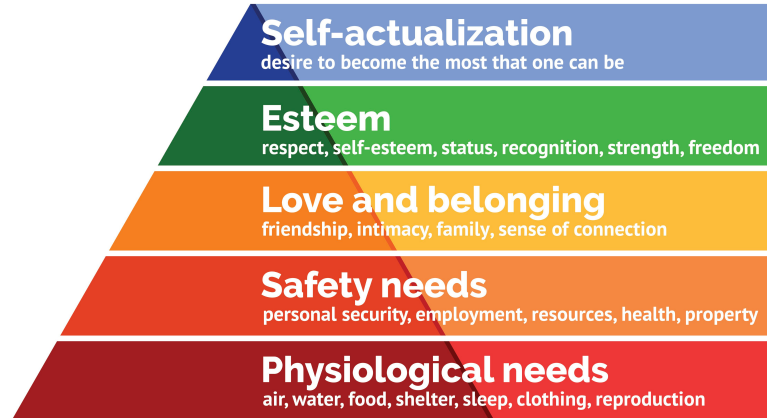 Self-actualization
desire to become the most that one can be
Esteem
respect, self-esteem, status, recognition, strength, freedom
Love and belonging
friendship, intimacy, family, sense of connection
Safety needs
personal security, employment, resources, health, property
Physiological needs
air, water, food, shelter, sleep, clothing, reproduction